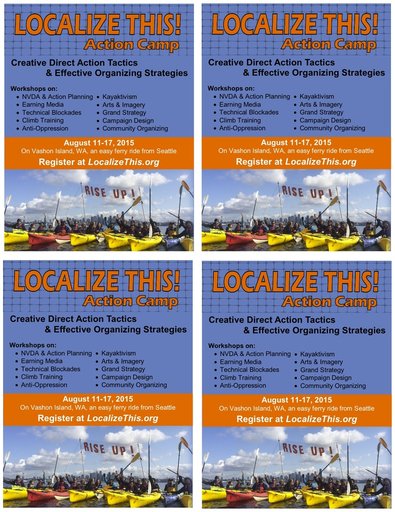 LOCALIZE THIS!
Action Camp
Creative Direct Action Tactics
& Effective Organizing Strategies
Workshops on:
• NVDA & Action Planning
• Earning Media
• Technical Blockades
• Climb Training
• Anti-Oppression
• Kayaktivism
• Arts & Imagery
• Grand Strategy
• Campaign Design
• Community Organizing
August 11-17, 2015
On Vashon Island, WA, an easy ferry ride from Seattle
Register at LocalizeThis.org
RISE UP!
LOCALIZE THIS!
Action Camp
Creative Direct Action Tactics
& Effective Organizing Strategies
Workshops on:
• NVDA & Action Planning
• Earning Media
• Technical Blockades
• Climb Training
• Anti-Oppression
• Kayaktivism
• Arts & Imagery
• Grand Strategy
• Campaign Design
• Community Organizing
August 11-17, 2015
On Vashon Island, WA, an easy ferry ride from Seattle
Register at LocalizeThis.org
RISE UP!
LOCALIZE THIS!
Action Camp
Creative Direct Action Tactics
& Effective Organizing Strategies
Workshops on:
• NVDA & Action Planning
• Earning Media
• Technical Blockades
• Climb Training
• Anti-Oppression
• Kayaktivism
• Arts & Imagery
• Grand Strategy
• Campaign Design
• Community Organizing
August 11-17, 2015
On Vashon Island, WA, an easy ferry ride from Seattle
Register at LocalizeThis.org
RISE UP!
LOCALIZE THIS!
Action Camp
Creative Direct Action Tactics
& Effective Organizing Strategies
Workshops on:
• NVDA & Action Planning
• Earning Media
• Technical Blockades
• Climb Training
• Anti-Oppression
• Kayaktivism
• Arts & Imagery
• Grand Strategy
• Campaign Design
• Community Organizing
August 11-17, 2015
On Vashon Island, WA, an easy ferry ride from Seattle
Register at LocalizeThis.org
RISE UP!